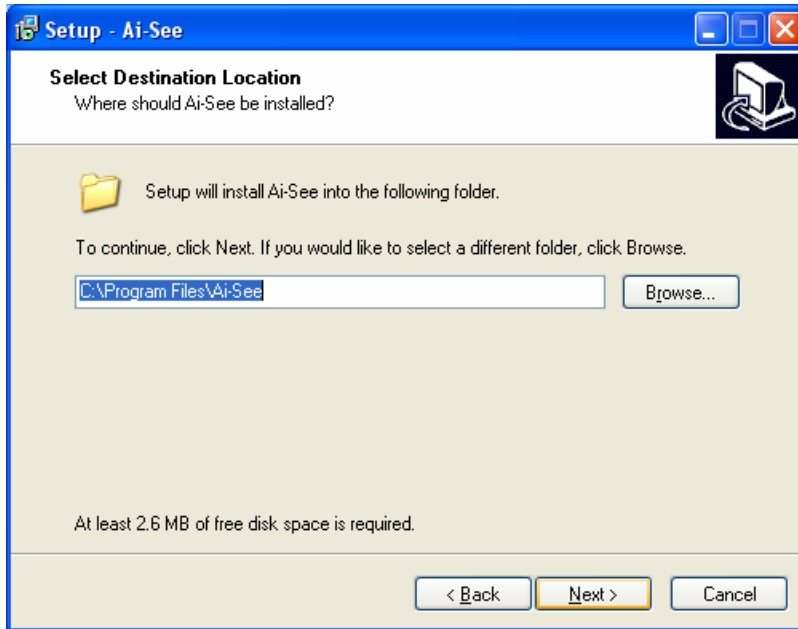 Setup - Ai-See
Select Destination Location
Where should Ai-See be installed?
Setup will install Ai-See into the following folder.
To continue, click Next. If you would like to select a different folder, click Browse.
C:\Program Files\Ai-See
Browse...
At least 2.6 MB of free disk space is required.
< Back
Next >
Cancel